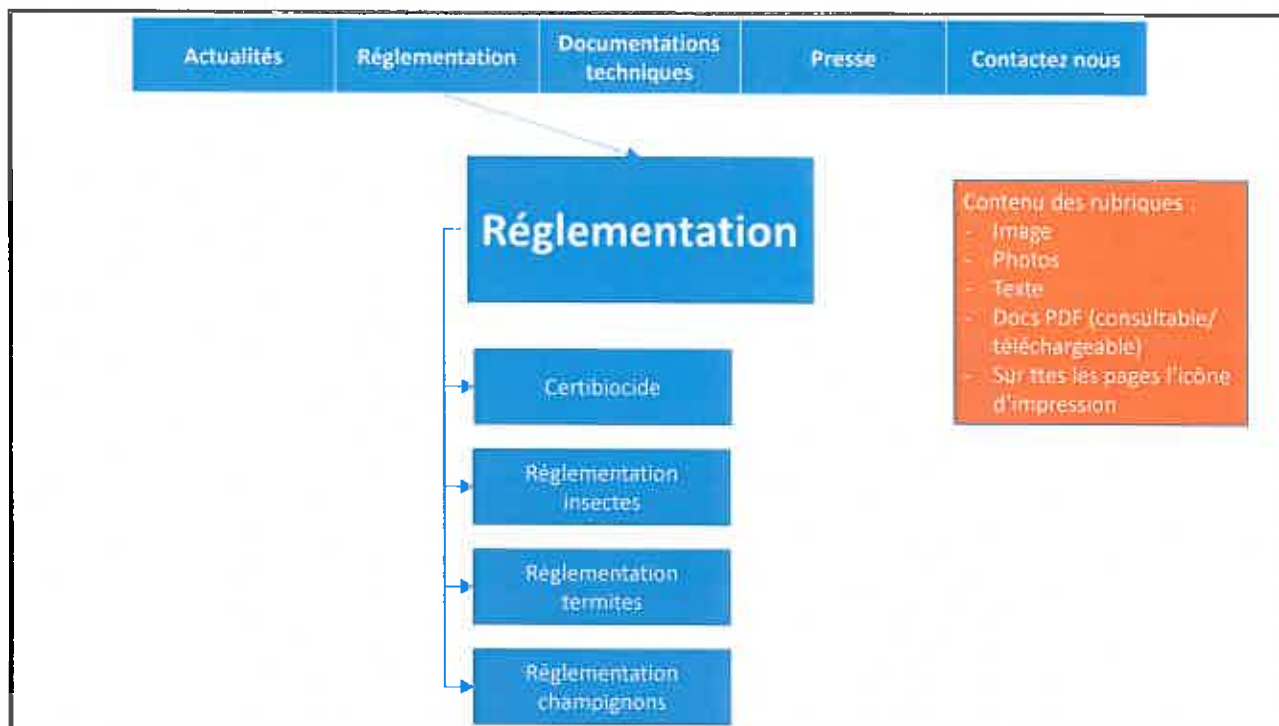 Actualités
Réglementation
Documentations
techniques
Presse
Contactez nous
Réglementation
Contenu des rubriques :
- Image
- Photos
- Texte
- Docs PDF (consultable/
téléchargeable)
- Sur ttes les pages l'icône
d'impression
Certibiocide
Réglementation
insectes
Réglementation
termites
Réglementation
champignons